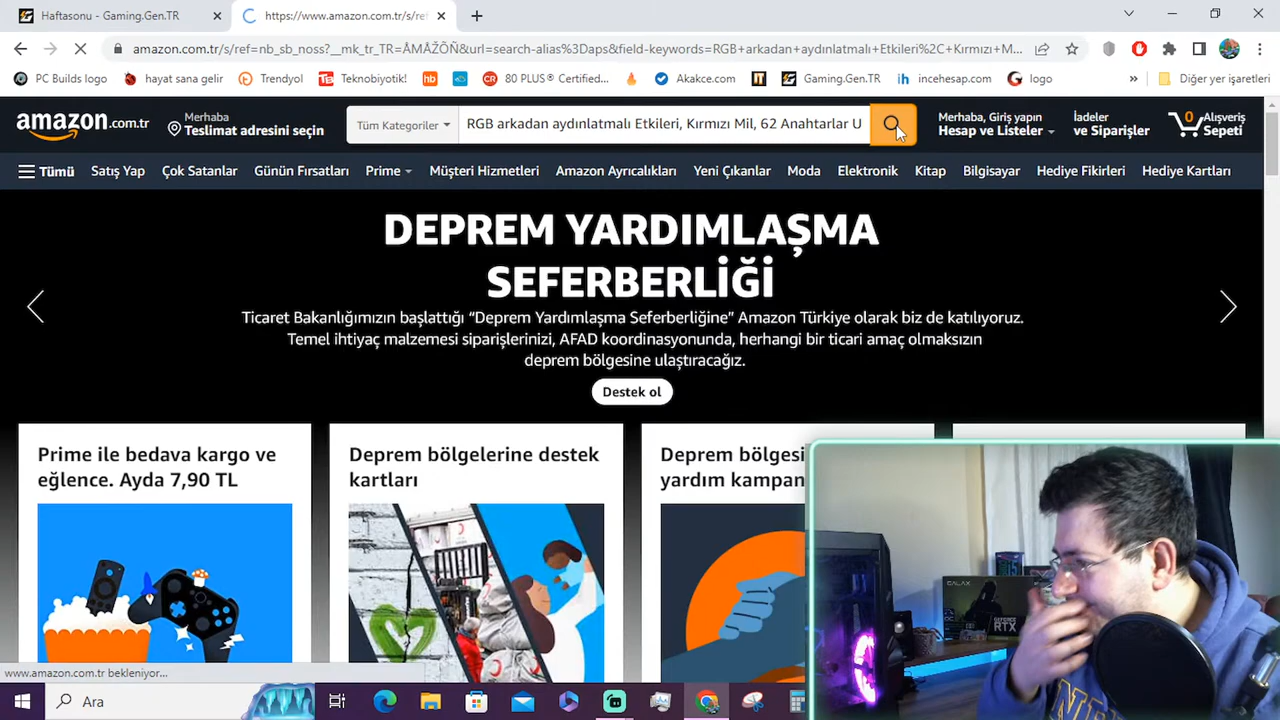 Haftasonu - Gaming.Gen.TR
https://www.amazon.com.tr/s/ref
amazon.com.tr/s/ref=nb_sb_noss?__mk_tr_TR=ÅMÅŽÕÑ&url=search-alias%3Daps&field-keywords=RGB+arkadan+aydınlatmalı+Etkileri%2C+Kırmızı+M...
PC Builds logo
hayat sana gelir
Trendyol
Teknobiyotik!
hb
CR 80 PLUS® Certified...
Akakce.com
IT
Gaming.Gen.TR
ih incehesap.com
logo
»
Diğer yer işaretleri
amazon.com.tr
Merhaba
Teslimat adresini seçin
Tüm Kategoriler
RGB arkadan aydınlatmalı Etkileri, Kırmızı Mil, 62 Anahtarlar U
Merhaba, Giriş yapın
Hesap ve Listeler
İadeler
ve Siparişler
0 Alışveriş
Sepeti
Tümü
Satış Yap
Çok Satanlar
Günün Fırsatları
Prime
Müşteri Hizmetleri
Amazon Ayrıcalıkları
Yeni Çıkanlar
Moda
Elektronik
Kitap
Bilgisayar
Hediye Fikirleri
Hediye Kartları
DEPREM YARDIMLAŞMA
SEFERBERLİĞİ
Ticaret Bakanlığımızın başlattığı “Deprem Yardımlaşma Seferberliğine” Amazon Türkiye olarak biz de katılıyoruz.
Temel ihtiyaç malzemesi siparişlerinizi, AFAD koordinasyonunda, herhangi bir ticari amaç olmaksızın
deprem bölgesine ulaştıracağız.
Destek ol
Prime ile bedava kargo ve
eğlence. Ayda 7,90 TL
Deprem bölgelerine destek
kartları
Deprem bölgesi
yardım kampan
GALAX
GEFORCE
RTX
www.amazon.com.tr bekleniyor...
Ara